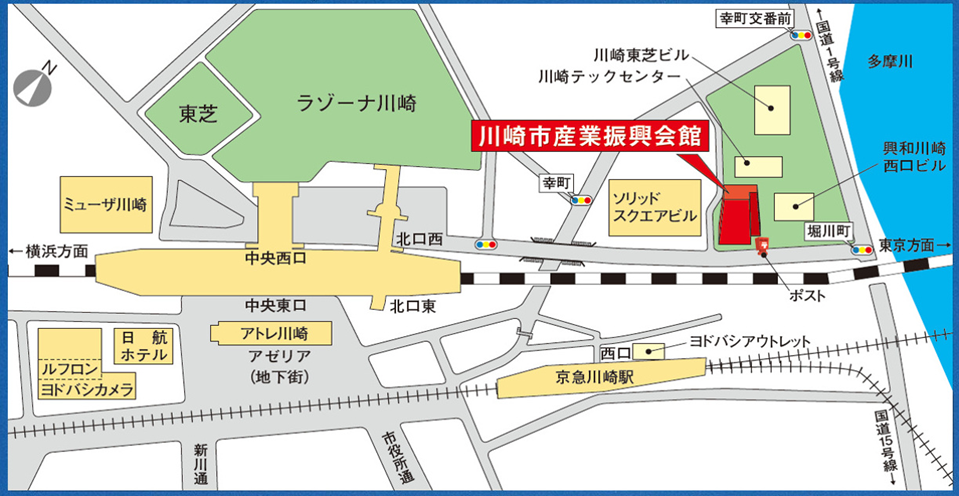 幸町交番前
国道1号線
N
川崎東芝ビル
川崎テックセンター
多摩川
ラゾーナ川崎
東芝
川崎市産業振興会館
興和川崎
西口ビル
幸町
ミューザ川崎
ソリッド
スクエアビル
堀川町
北口西
←横浜方面
中央西口
東京方面→
ポスト
中央東口
北口東
日航
ホテル
アトレ川崎
アゼリア
(地下街)
西口
ヨドバシアウトレット
ルフロン
ヨドバシカメラ
京急川崎駅
新川通
市役所通
国道15号線